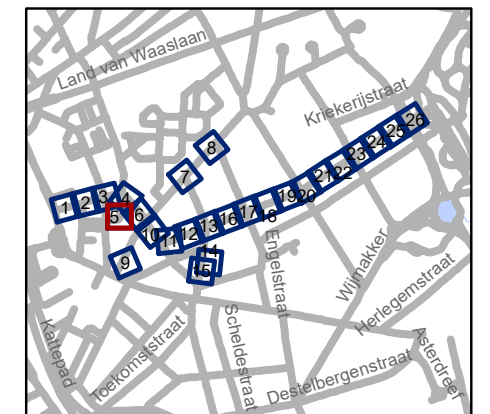 Land van Waaslaan
Kriekerijstraat
1
2
3
4
5
6
7
8
9
10
11
12
13
14
15
16
17
18
19
20
21
22
23
24
25
26
Engelstraat
Wijmakker
Herlegemstraat
Kattepad
Toekomststraat
Scheldestraat
Destelbergenstraat
Asterdreef